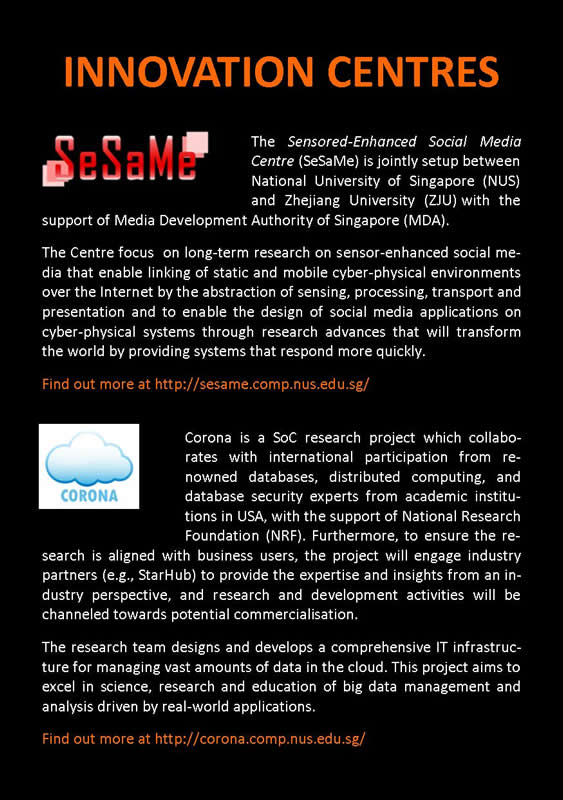 INNOVATION CENTRES
SeSaMe
The Sensored-Enhanced Social Media
Centre (SeSaMe) is jointly setup between
National University of Singapore (NUS)
and Zhejiang University (ZJU) with the
support of Media Development Authority of Singapore (MDA).
The Centre focus on long-term research on sensor-enhanced social me-
dia that enable linking of static and mobile cyber-physical environments
over the Internet by the abstraction of sensing, processing, transport and
presentation and to enable the design of social media applications on
cyber-physical systems through research advances that will transform
the world by providing systems that respond more quickly.
Find out more at http://sesame.comp.nus.edu.sg/
CORONA
Corona is a SoC research project which collabo-
rates with international participation from re-
nowned databases, distributed computing, and
database security experts from academic institu-
tions in USA, with the support of National Research
Foundation (NRF). Furthermore, to ensure the re-
search is aligned with business users, the project will engage industry
partners (e.g., StarHub) to provide the expertise and insights from an in-
dustry perspective, and research and development activities will be
channeled towards potential commercialisation.
The research team designs and develops a comprehensive IT infrastruc-
ture for managing vast amounts of data in the cloud. This project aims to
excel in science, research and education of big data management and
analysis driven by real-world applications.
Find out more at http://corona.comp.nus.edu.sg/